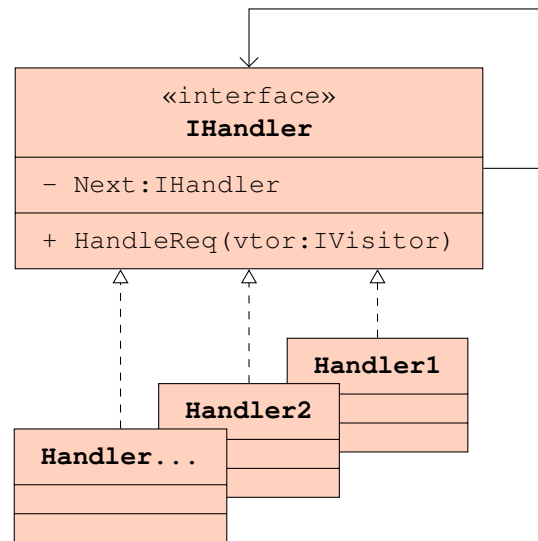 «interface»
IHandler
- Next:IHandler
+ HandleReq(vtor:IVisitor)
Handler1
Handler2
Handler...